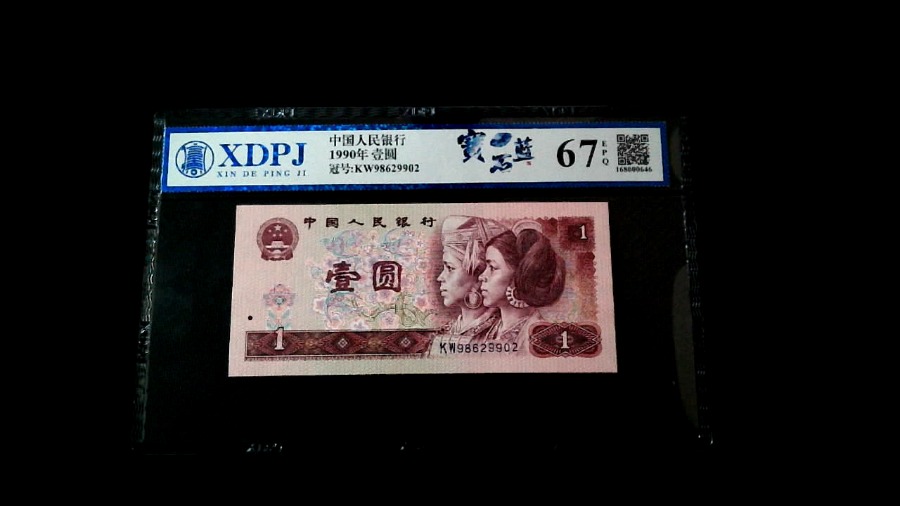 XDPJ
XIN DE PING JI
中国人民银行
1990年 壹圆
冠号:KW98629902
67
EPQ
168080646
中国人民银行
1
壹圆
1
KW98629902
1